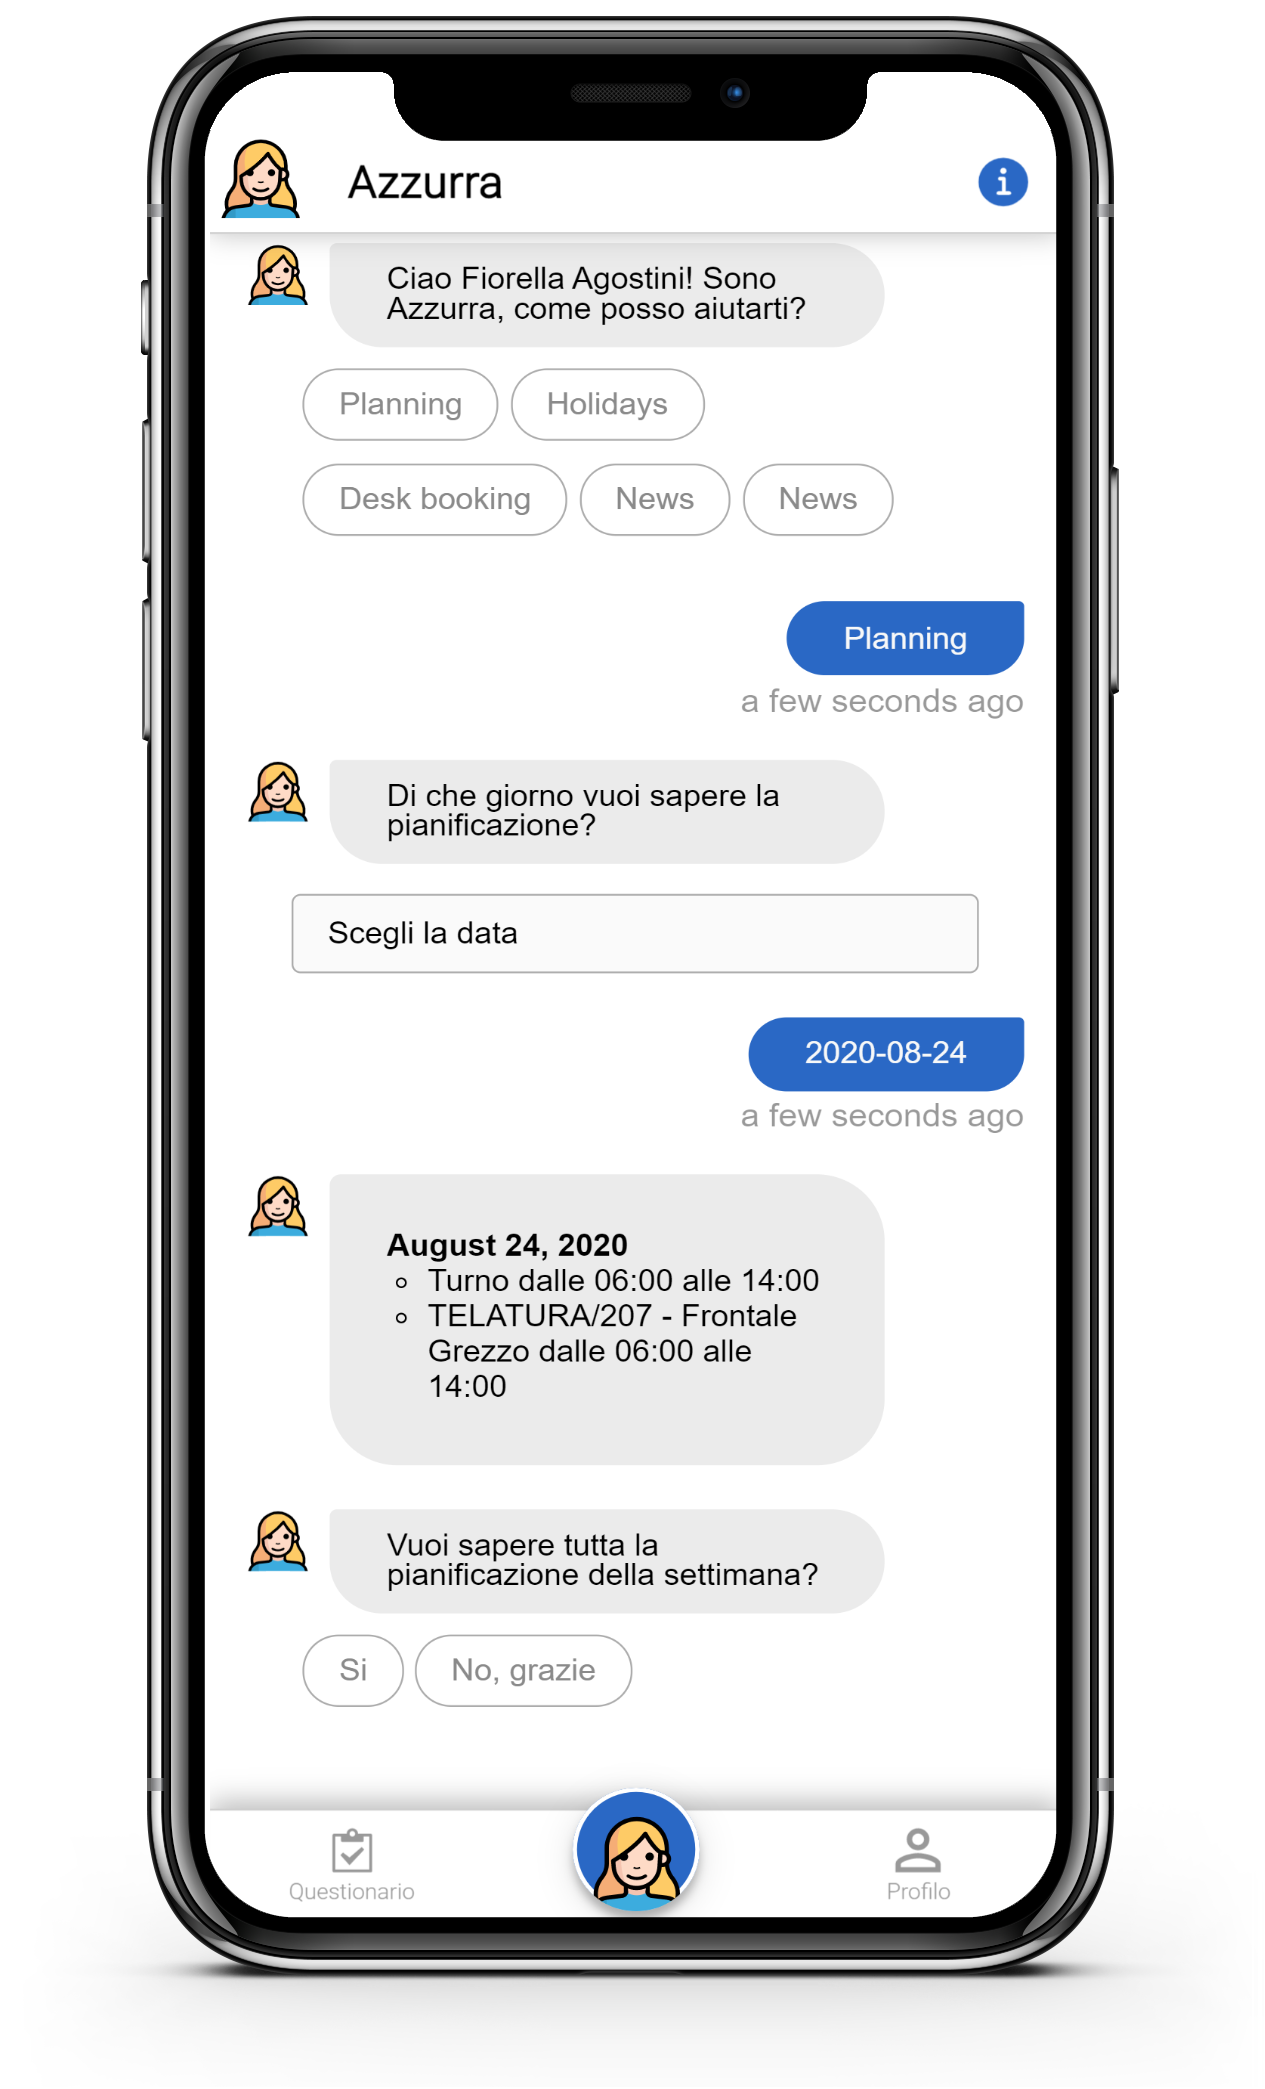 Azzurra
Ciao Fiorella Agostini! Sono
Azzurra, come posso aiutarti?
Planning
Holidays
Desk booking
News
News
Planning
a few seconds ago
Di che giorno vuoi sapere la
pianificazione?
Scegli la data
2020-08-24
a few seconds ago
August 24, 2020
Turno dalle 06:00 alle 14:00
TELATURA/207 - Frontale
Grezzo dalle 06:00 alle
14:00
Vuoi sapere tutta la
pianificazione della settimana?
Si
No, grazie
Questionario
Profilo